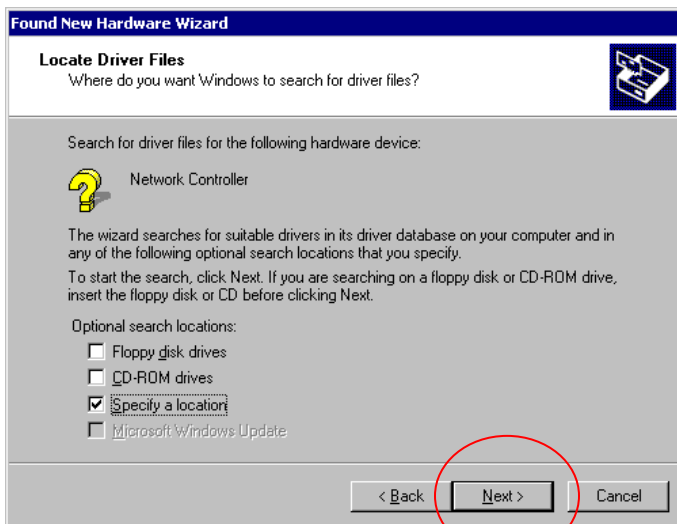 Found New Hardware Wizard
Locate Driver Files
Where do you want Windows to search for driver files?
Search for driver files for the following hardware device:
Network Controller
The wizard searches for suitable drivers in its driver database on your computer and in
any of the following optional search locations that you specify.
To start the search, click Next. If you are searching on a floppy disk or CD-ROM drive,
insert the floppy disk or CD before clicking Next.
Optional search locations:
Floppy disk drives
CD-ROM drives
Specify a location
Microsoft Windows Update
< Back Next > Cancel